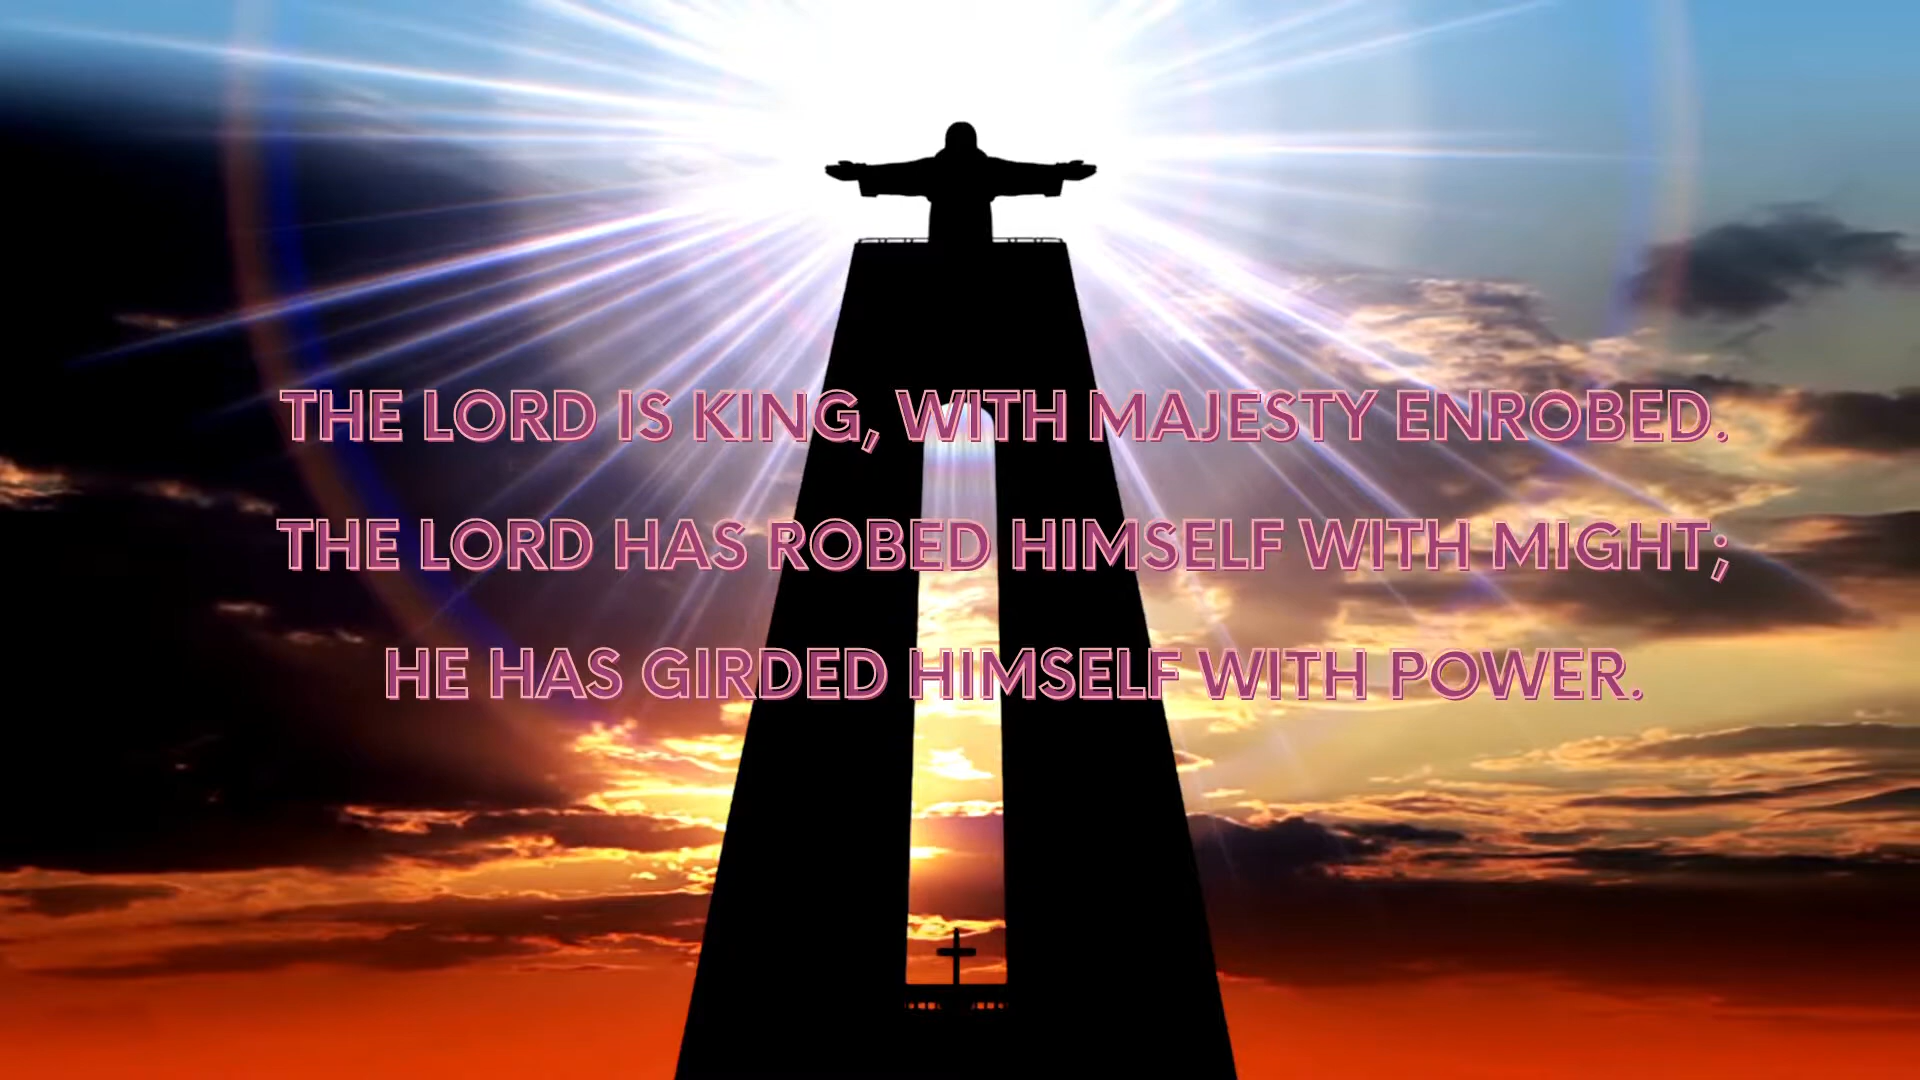 THE LORD IS KING, WITH MAJESTY ENROBED.
THE LORD HAS ROBED HIMSELF WITH MIGHT;
HE HAS GIRDED HIMSELF WITH POWER.